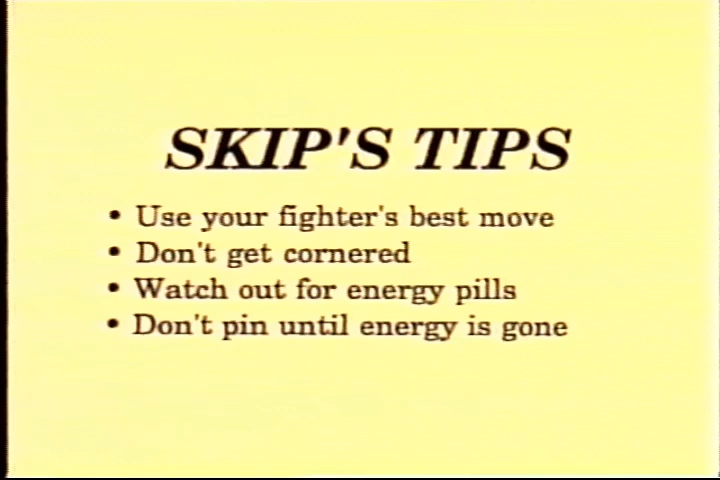 SKIP'S TIPS
• Use your fighter's best move
• Don't get cornered
• Watch out for energy pills
• Don't pin until energy is gone